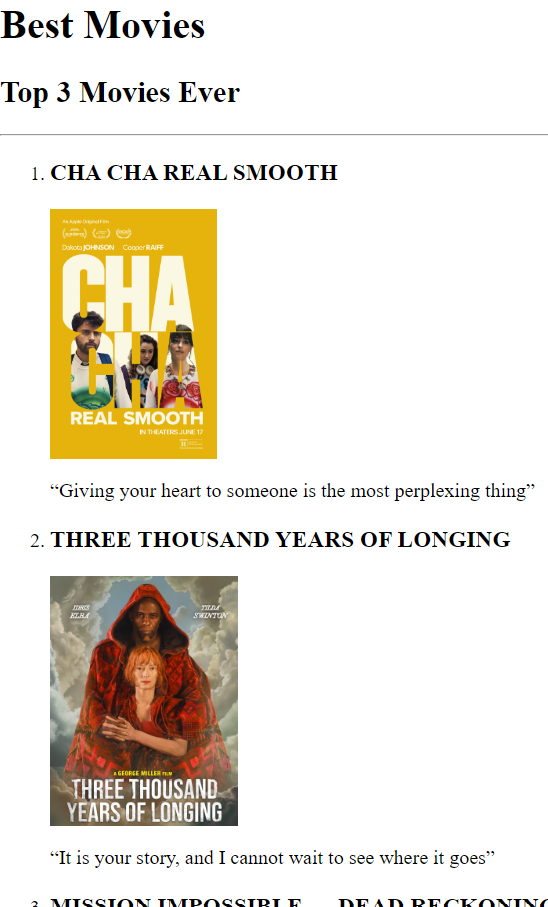 Best Movies
Top 3 Movies Ever
1. CHA CHA REAL SMOOTH
An Apple Original Film
Dakota JOHNSON Cooper RAIFF
CHA
CHA
REAL SMOOTH
IN THEATERS JUNE 17
“Giving your heart to someone is the most perplexing thing”
2. THREE THOUSAND YEARS OF LONGING
IDRIS TILDA
ELBA SWINTON
A GEORGE MILLER FILM
THREE THOUSAND
YEARS OF LONGING
“It is your story, and I cannot wait to see where it goes”
3. MISSION IMPOSSIBLE DEAD RECKONING